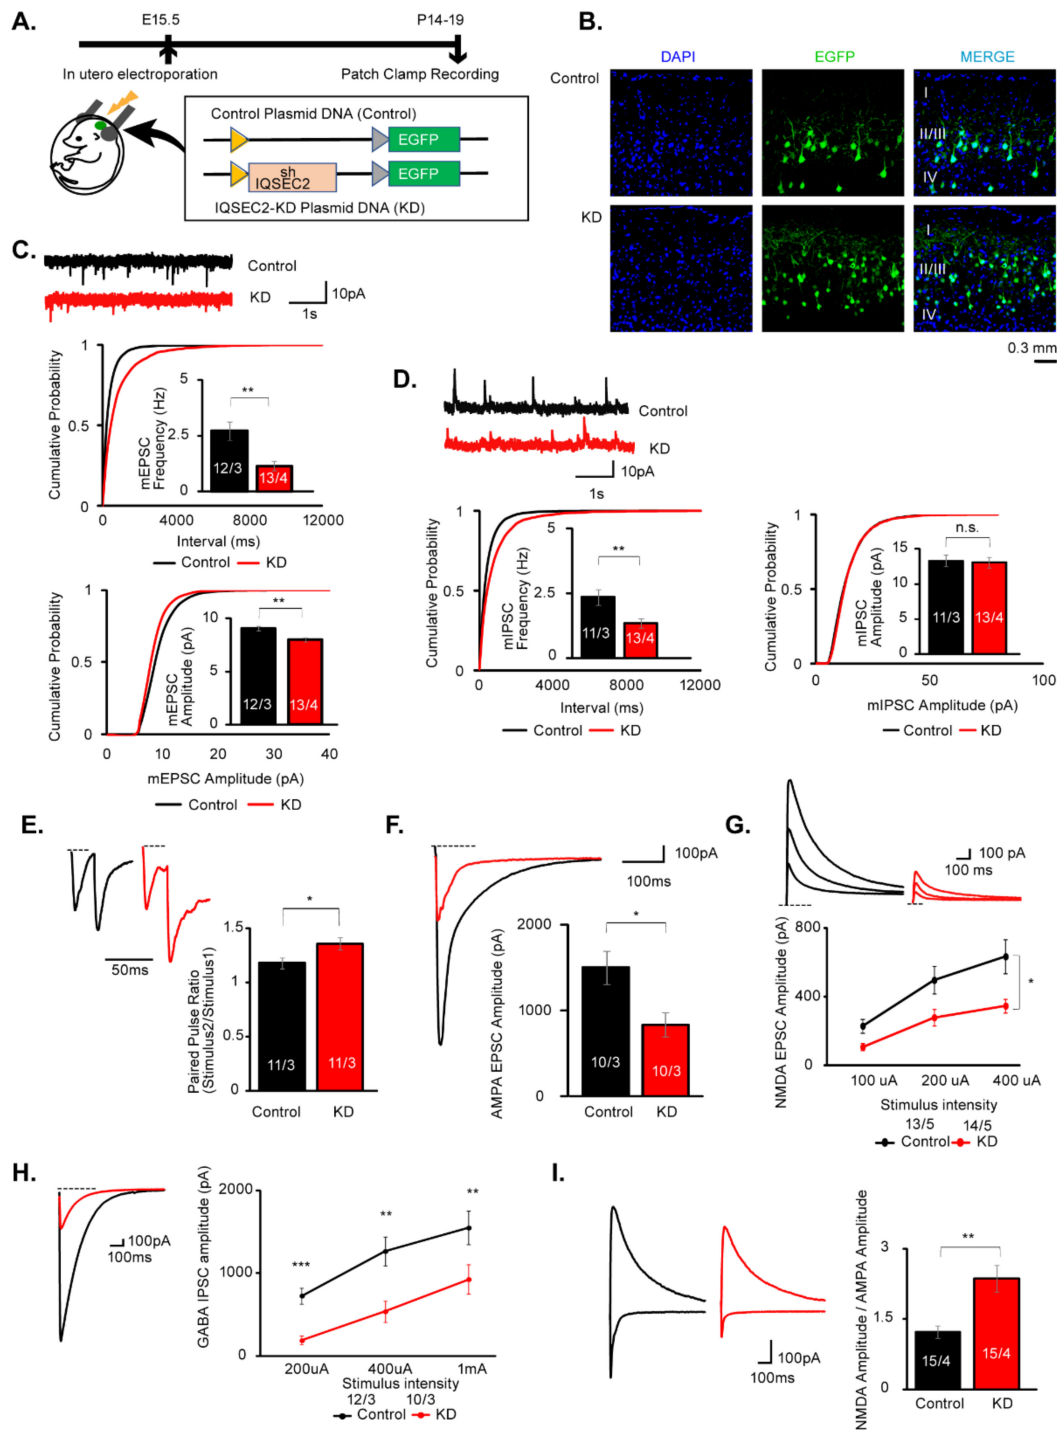 A.
E15.5
P14-19
In utero electroporation
Patch Clamp Recording
Control Plasmid DNA (Control)
EGFP
sh
IQSEC2
EGFP
IQSEC2-KD Plasmid DNA (KD)
B.
DAPI
EGFP
MERGE
Control
I
II/III
IV
KD
I
II/III
IV
0.3 mm
C.
Control
KD
10pA
1s
Cumulative Probability
1
0.5
0
mEPSC
Frequency (Hz)
5
2.5
0
**
12/3
13/4
0
4000
8000
12000
Interval (ms)
Control
KD
Cumulative Probability
1
0.5
0
mEPSC
Amplitude (pA)
10
5
0
**
12/3
13/4
0
10
20
30
40
mEPSC Amplitude (pA)
Control
KD
D.
Control
KD
10pA
1s
Cumulative Probability
1
0.5
0
mIPSC
Frequency (Hz)
5
2.5
0
**
11/3
13/4
0
4000
8000
12000
Interval (ms)
Control
KD
Cumulative Probability
1
0.5
0
mIPSC
Amplitude (pA)
15
10
5
0
n.s.
11/3
13/4
0
50
100
mIPSC Amplitude (pA)
Control
KD
E.
50ms
Paired Pulse Ratio
(Stimulus2/Stimulus1)
1.5
1
0.5
0
*
11/3
11/3
Control
KD
F.
100pA
100ms
AMPA EPSC Amplitude (pA)
2000
1000
0
*
10/3
10/3
Control
KD
G.
100 pA
100 ms
NMDA EPSC Amplitude (pA)
800
400
0
*
100 uA
200 uA
400 uA
Stimulus intensity
13/5
14/5
Control
KD
H.
100pA
100ms
GABA IPSC amplitude (pA)
2000
1000
0
***
**
**
200uA
400uA
1mA
Stimulus intensity
12/3
10/3
Control
KD
I.
100pA
100ms
NMDA Amplitude / AMPA Amplitude
3
1.5
0
**
15/4
15/4
Control
KD